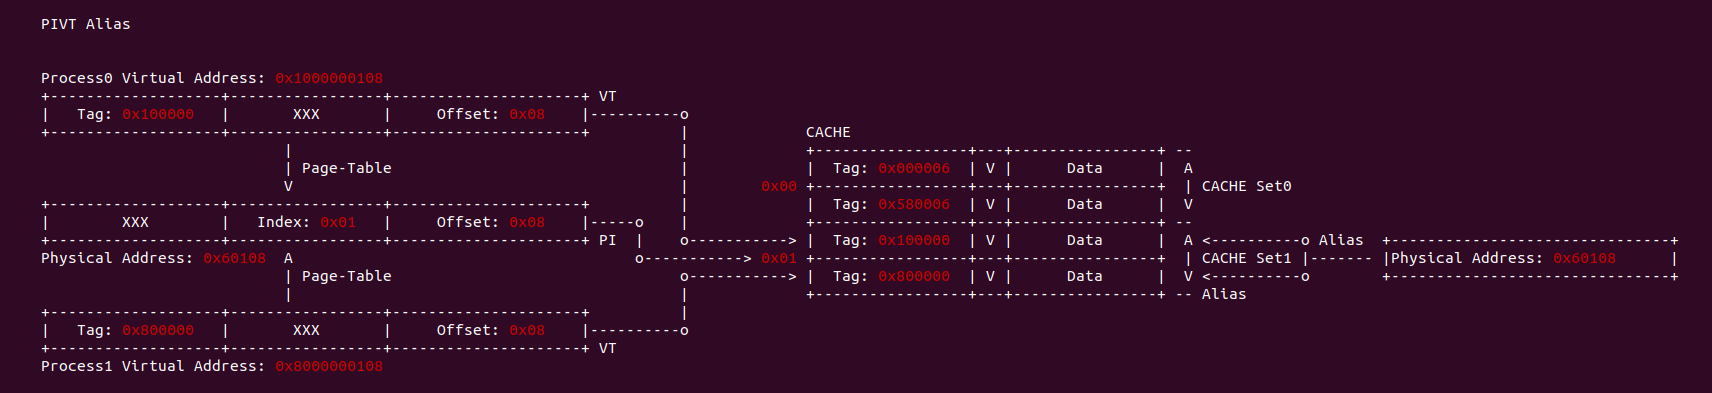 PIVT Alias
Process0 Virtual Address: 0x1000000108
+-------------------+-----------------+---------------------+ VT
|   Tag: 0x100000   |       XXX       |     Offset: 0x08     |----------o
+-------------------+-----------------+---------------------+          |             CACHE
                           |                                           |             +-----------------+---+----------------+ --
                           | Page-Table                                |             |  Tag: 0x000006  | V |      Data      |  A
                           V                                           |        0x00 +-----------------+---+----------------+  | CACHE Set0
+-------------------+-----------------+---------------------+          |             |  Tag: 0x580006  | V |      Data      |  V
|        XXX        |   Index: 0x01   |     Offset: 0x08     |-----o    |             +-----------------+---+----------------+ --
+-------------------+-----------------+---------------------+ PI  |    o-----------> |  Tag: 0x100000  | V |      Data      |  A <----------o Alias  +-------------------------------+
Physical Address: 0x60108  A                                      o-----------> 0x01 +-----------------+---+----------------+  | CACHE Set1 |------- |Physical Address: 0x60108      |
                           | Page-Table                                o-----------> |  Tag: 0x800000  | V |      Data      |  V <----------o        +-------------------------------+
                           |                                           |             +-----------------+---+----------------+ -- Alias
+-------------------+-----------------+---------------------+          |
|   Tag: 0x800000   |       XXX       |     Offset: 0x08     |----------o
+-------------------+-----------------+---------------------+ VT
Process1 Virtual Address: 0x8000000108